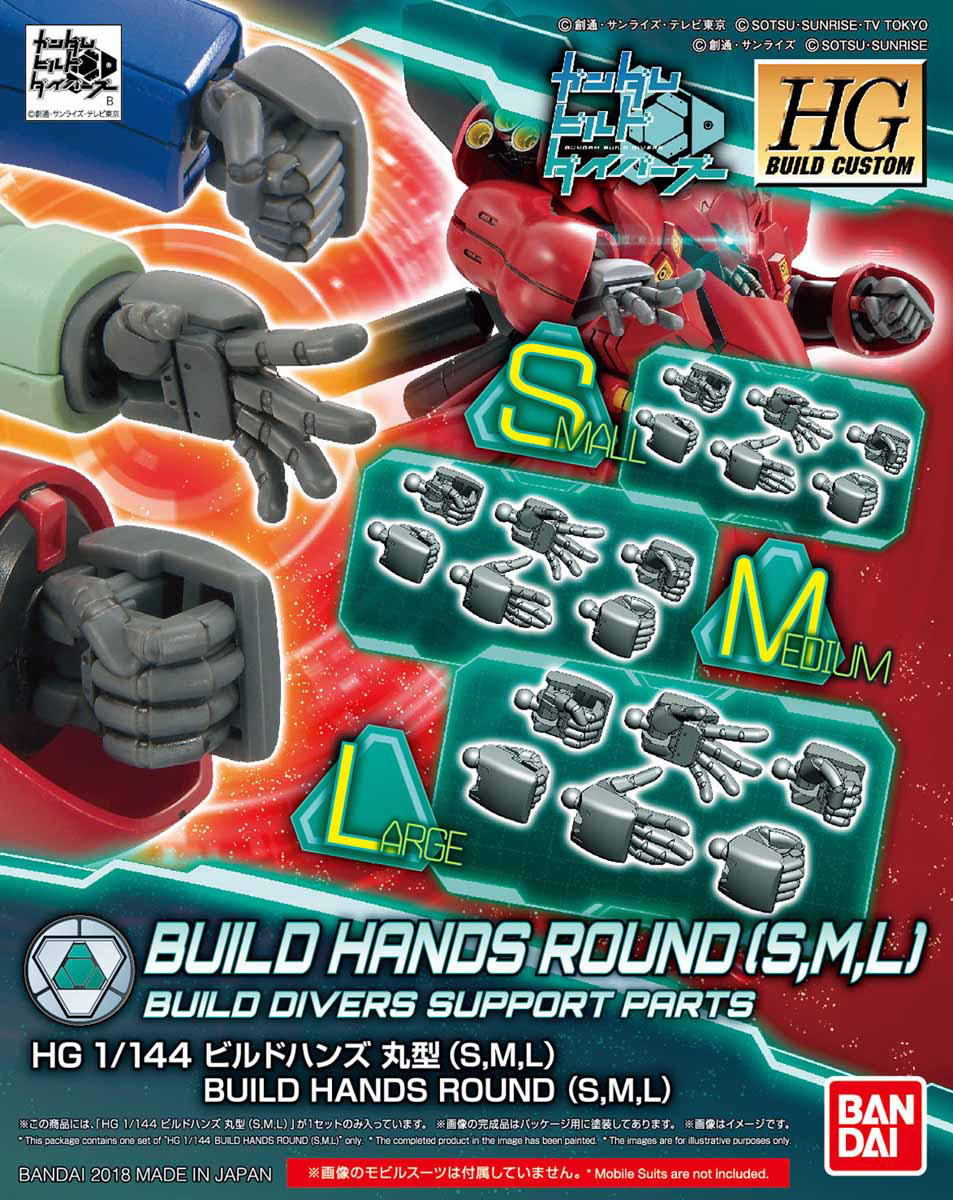 ガンダム
ビルド
ダイバーズ
B
©創通・サンライズ・テレビ東京
©創通・サンライズ・テレビ東京 ©SOTSU・SUNRISE・TV TOKYO
©創通・サンライズ ©SOTSU・SUNRISE
ガンダム
ビルド
GUNDAM BUILD DIVERS
ダイバーズ
HG
BUILD CUSTOM
SMALL
MEDIUM
LARGE
BUILD HANDS ROUND (S,M,L)
BUILD DIVERS SUPPORT PARTS
HG 1/144 ビルドハンズ 丸型 (S,M,L)
BUILD HANDS ROUND (S,M,L)
※この商品には、「HG 1/144 ビルドハンズ 丸型 (S,M,L)」が1セットのみ入っています。 ※画像の完成品はパッケージ用に塗装してあります。 ※画像はイメージです。
* This package contains one set of "HG 1/144 BUILD HANDS ROUND (S,M,L)" only. * The completed product in the image has been painted. * The images are for illustrative purposes only.
BANDAI 2018 MADE IN JAPAN
※画像のモビルスーツは付属していません。 * Mobile Suits are not included.
BAN
DAI